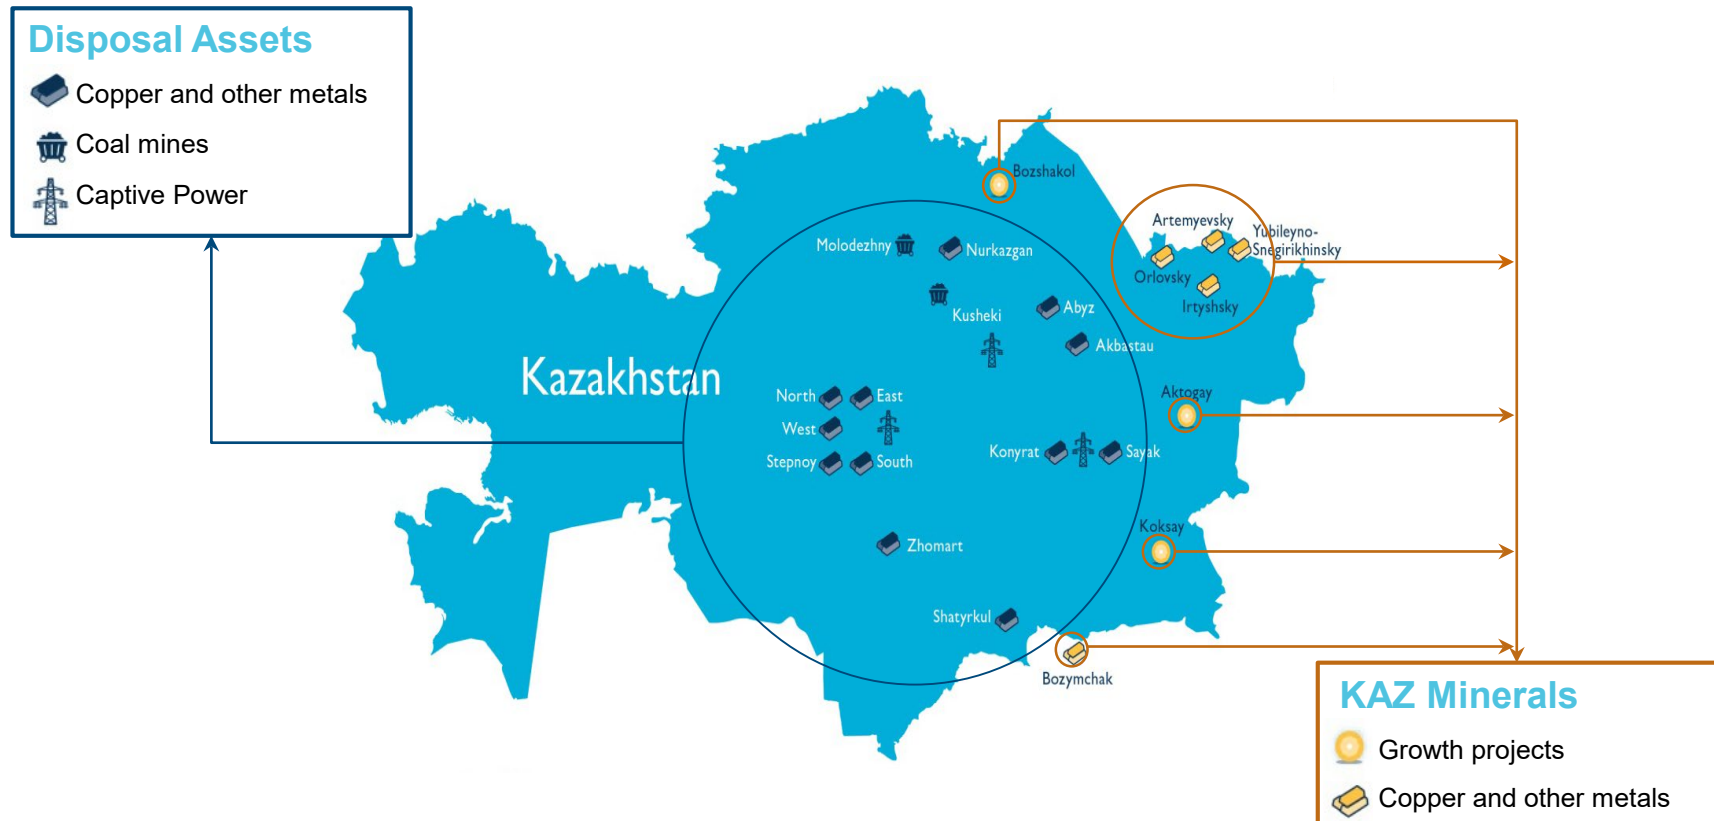 Disposal Assets
Copper and other metals
Coal mines
Captive Power
Bozshakol
Artemyevsky
Yubileyno-
Snegirikhinsky
Orlovsky
Irtyshsky
Molodezhny
Nurkazgan
Kusheki
Abyz
Akbastau
Kazakhstan
North
East
West
Stepnoy
South
Aktogay
Konyrat
Sayak
Koksay
Zhomart
Shatyrkul
Bozymchak
KAZ Minerals
Growth projects
Copper and other metals